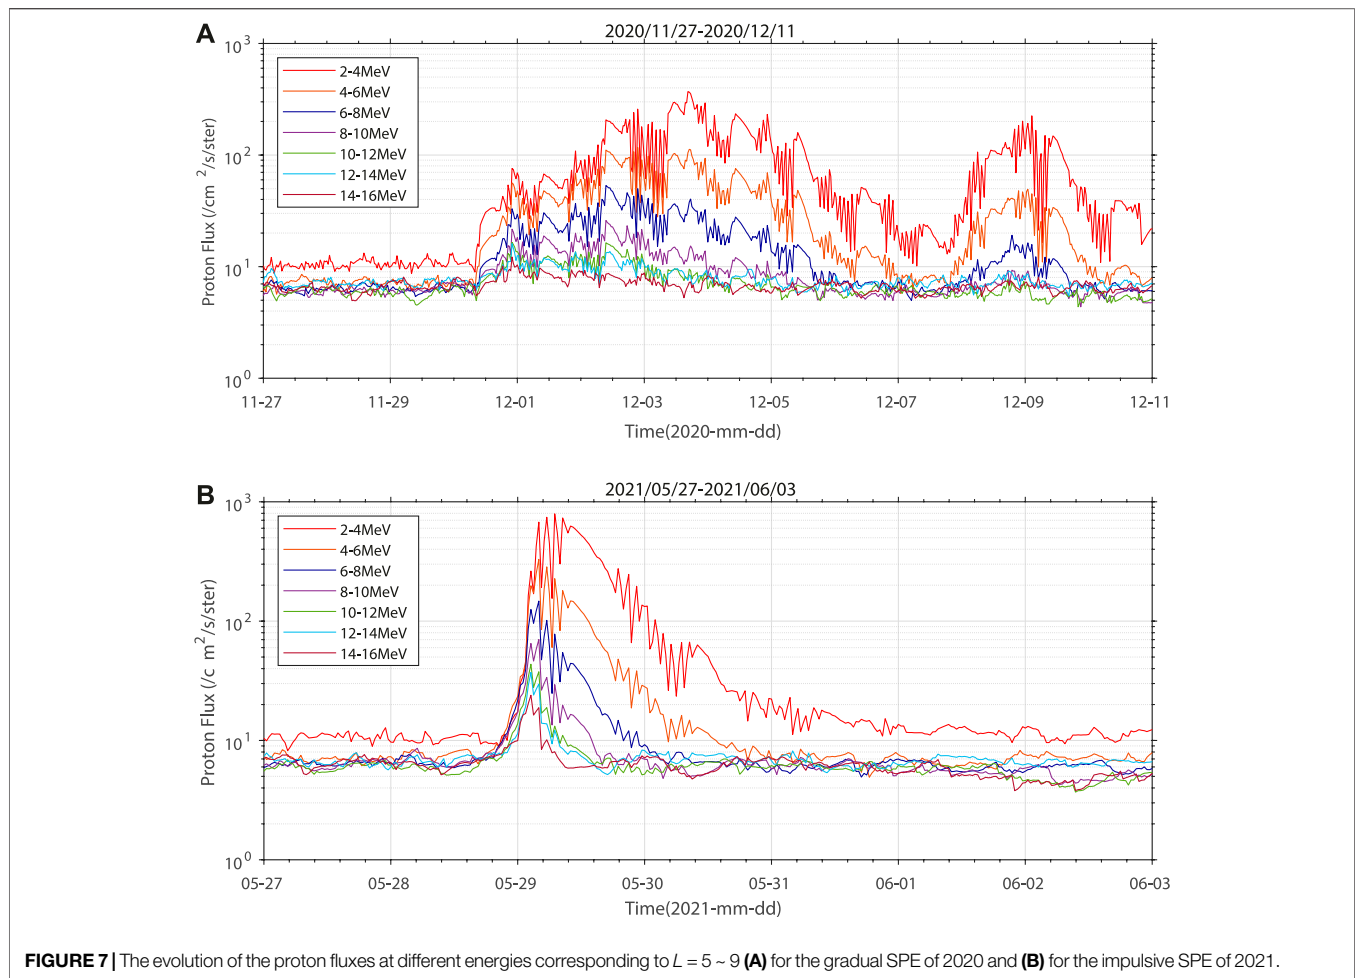 A
2020/11/27-2020/12/11
10³
10²
10¹
10⁰
Proton Flux (/cm ²/s/ster)
2-4MeV
4-6MeV
6-8MeV
8-10MeV
10-12MeV
12-14MeV
14-16MeV
11-27 11-29 12-01 12-03 12-05 12-07 12-09 12-11
Time(2020-mm-dd)
B
2021/05/27-2021/06/03
10³
10²
10¹
10⁰
Proton Flux (/c m²/s/ster)
2-4MeV
4-6MeV
6-8MeV
8-10MeV
10-12MeV
12-14MeV
14-16MeV
05-27 05-28 05-29 05-30 05-31 06-01 06-02 06-03
Time(2021-mm-dd)
FIGURE 7 | The evolution of the proton fluxes at different energies corresponding to L = 5 ~ 9 (A) for the gradual SPE of 2020 and (B) for the impulsive SPE of 2021.